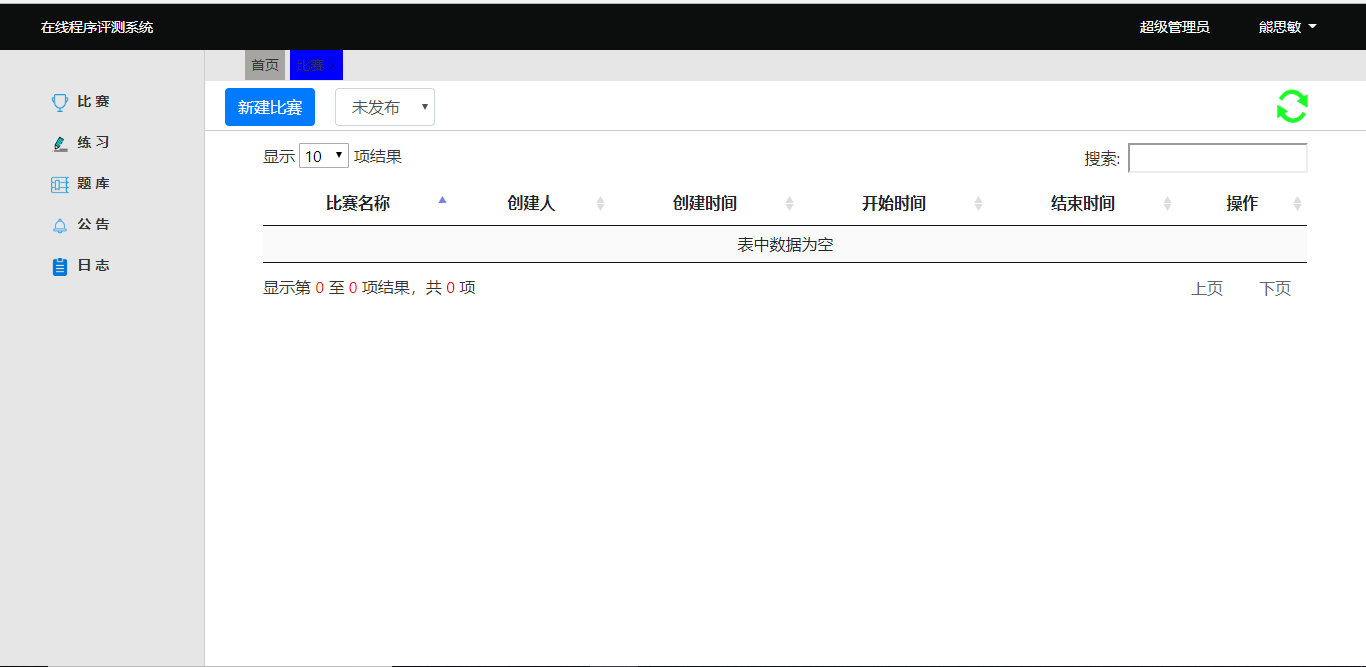 在线程序评测系统 超级管理员 熊思敏
首页 比赛
比 赛
练 习
题 库
公 告
日 志
新建比赛 未发布
显示 10 项结果 搜索:
比赛名称 创建人 创建时间 开始时间 结束时间 操作
表中数据为空
显示第 0 至 0 项结果，共 0 项 上页 下页